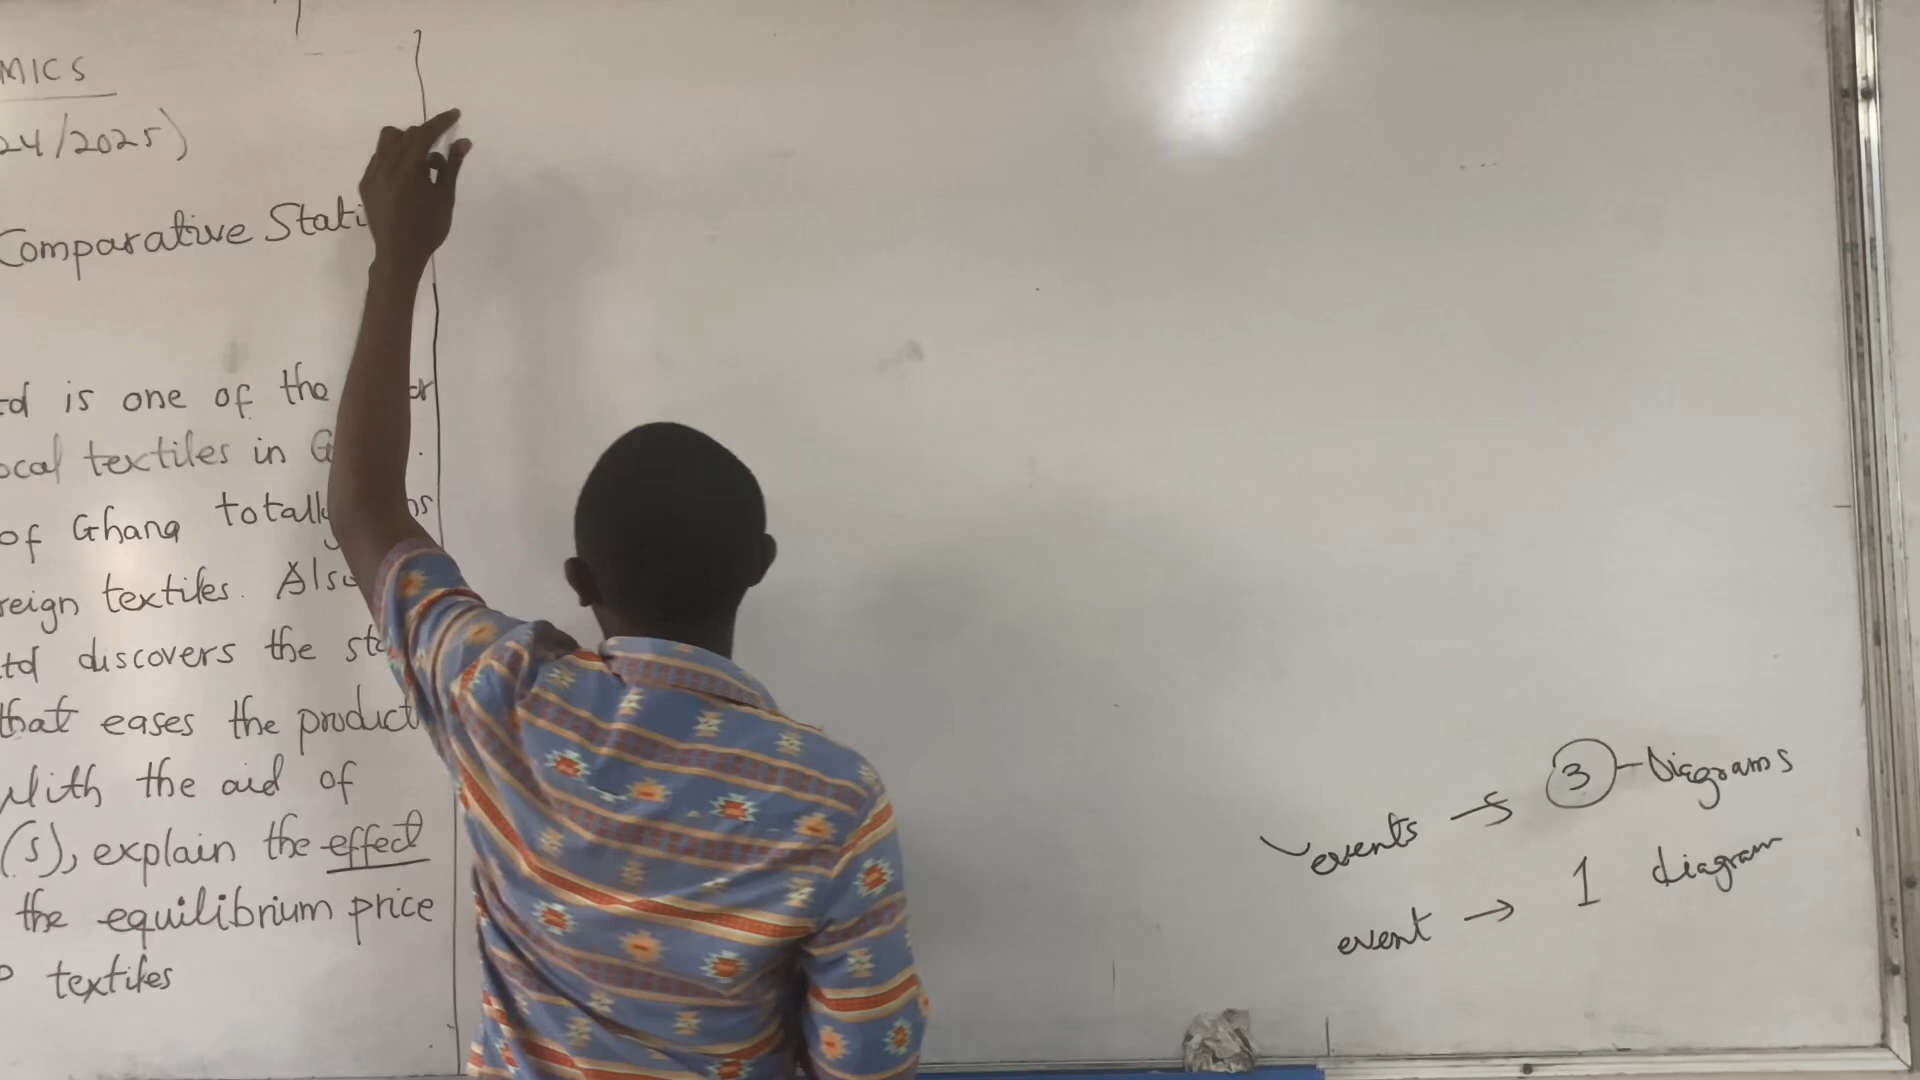 MICS
24/2025)
Comparative Stati
td is one of the or
ocal textiles in G
of Ghana totally
reign textiles. Also
td discovers the sta
that eases the product
With the aid of
(s), explain the effect
the equilibrium price
textiles
events → 3 - Diagrams
event → 1 diagram